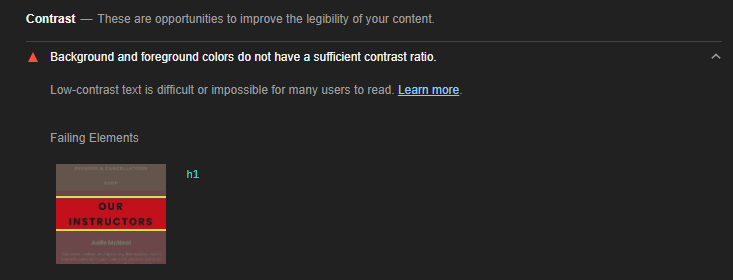 Contrast — These are opportunities to improve the legibility of your content.
Background and foreground colors do not have a sufficient contrast ratio.
Low-contrast text is difficult or impossible for many users to read. Learn more.
Failing Elements
h1
OUR
INSTRUCTORS